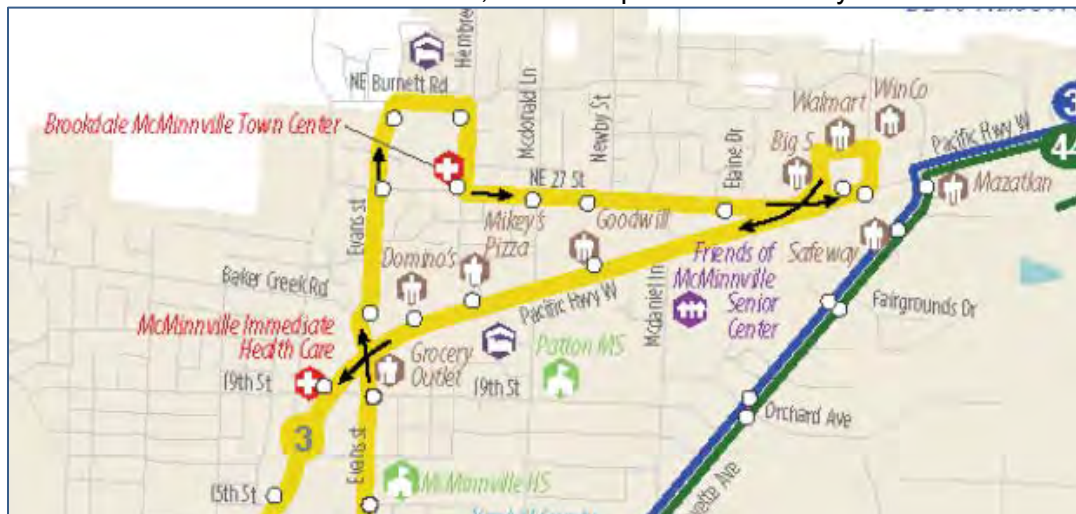 NE Burnett Rd
Brookdale McMinnville Town Center
Mcdonald Ln
Newby St
Elaine Dr
Walmart
WinCo
Big 5
Pacific Hwy W
3
44
Mazatlan
NE 27 St
Evans st
Mikey's
Pizza
Goodwill
Domino's
Friends of
McMinnville
Senior
Center
Safeway
Baker Creek Rd
Pacific Hwy W
Mcdaniel Ln
Fairgrounds Dr
McMinnville Immediate
Health Care
Grocery
Outlet
Patton MS
19th St
19th St
Orchard Ave
3
Evans st
McMinnville HS
15th St